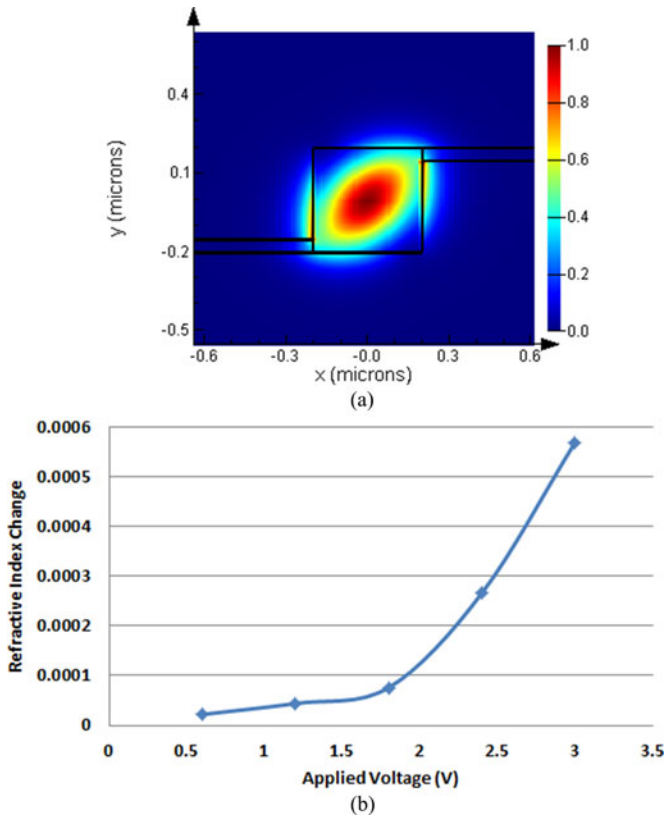 1.0
0.4
0.8
y (microns)
0.1
0.6
0.4
-0.2
0.2
-0.5
0.0
-0.6 -0.3 -0.0 0.3 0.6
x (microns)
(a)
0.0006
0.0005
0.0004
0.0003
0.0002
0.0001
0
Refractive Index Change
0 0.5 1 1.5 2 2.5 3 3.5
Applied Voltage (V)
(b)